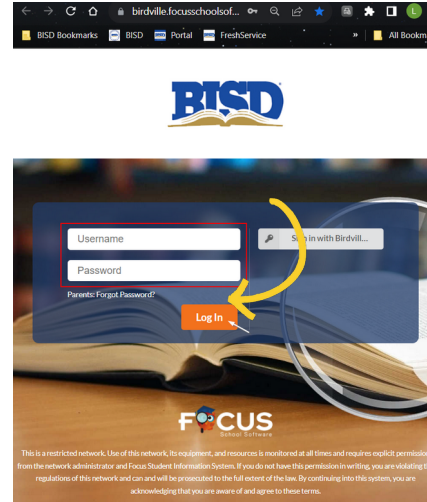 birdville.focusschoolsof...
BISD Bookmarks BISD Portal FreshService » All Bookm
BISD
Username
Password
Sign in with Birdvill...
Parents: Forgot Password?
Log In
FOCUS
School Software
This is a restricted network. Use of this network, its equipment, and resources is monitored at all times and requires explicit permission
from the network administrator and Focus Student Information System. If you do not have this permission in writing, you are violating t
regulations of this network and can and will be prosecuted to the full extent of the law. By continuing into this system, you are
acknowledging that you are aware of and agree to these terms.